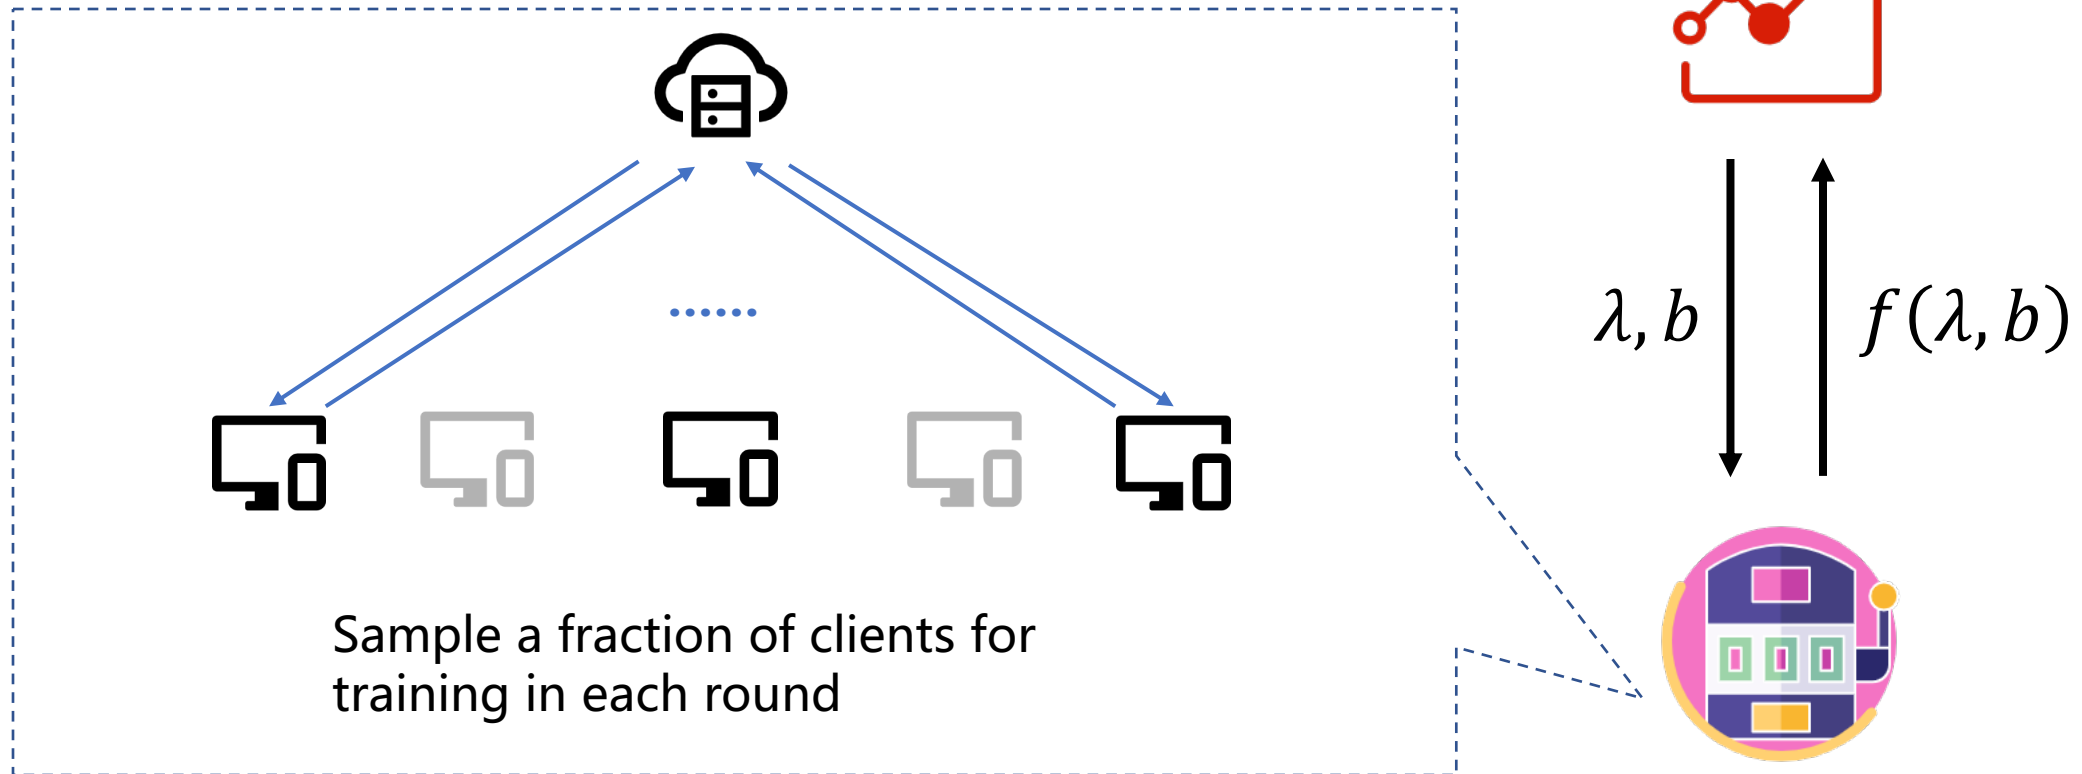 λ, b
f(λ, b)
Sample a fraction of clients for
training in each round